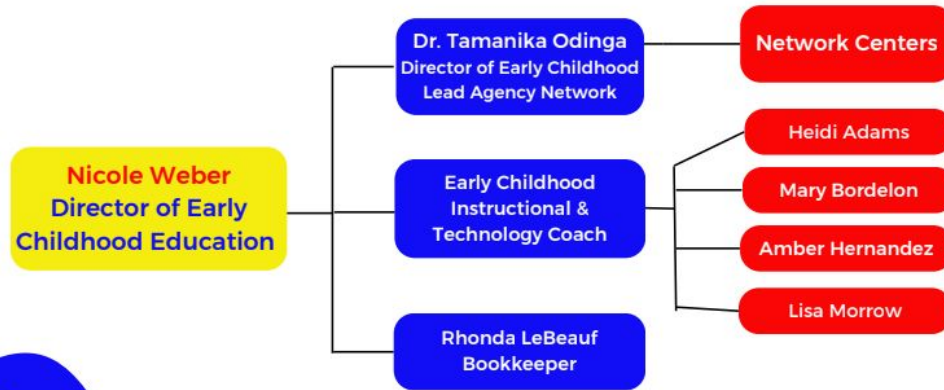 Nicole Weber
Director of Early
Childhood Education
Dr. Tamanika Odinga
Director of Early Childhood
Lead Agency Network
Network Centers
Early Childhood
Instructional &
Technology Coach
Heidi Adams
Mary Bordelon
Amber Hernandez
Lisa Morrow
Rhonda LeBeauf
Bookkeeper